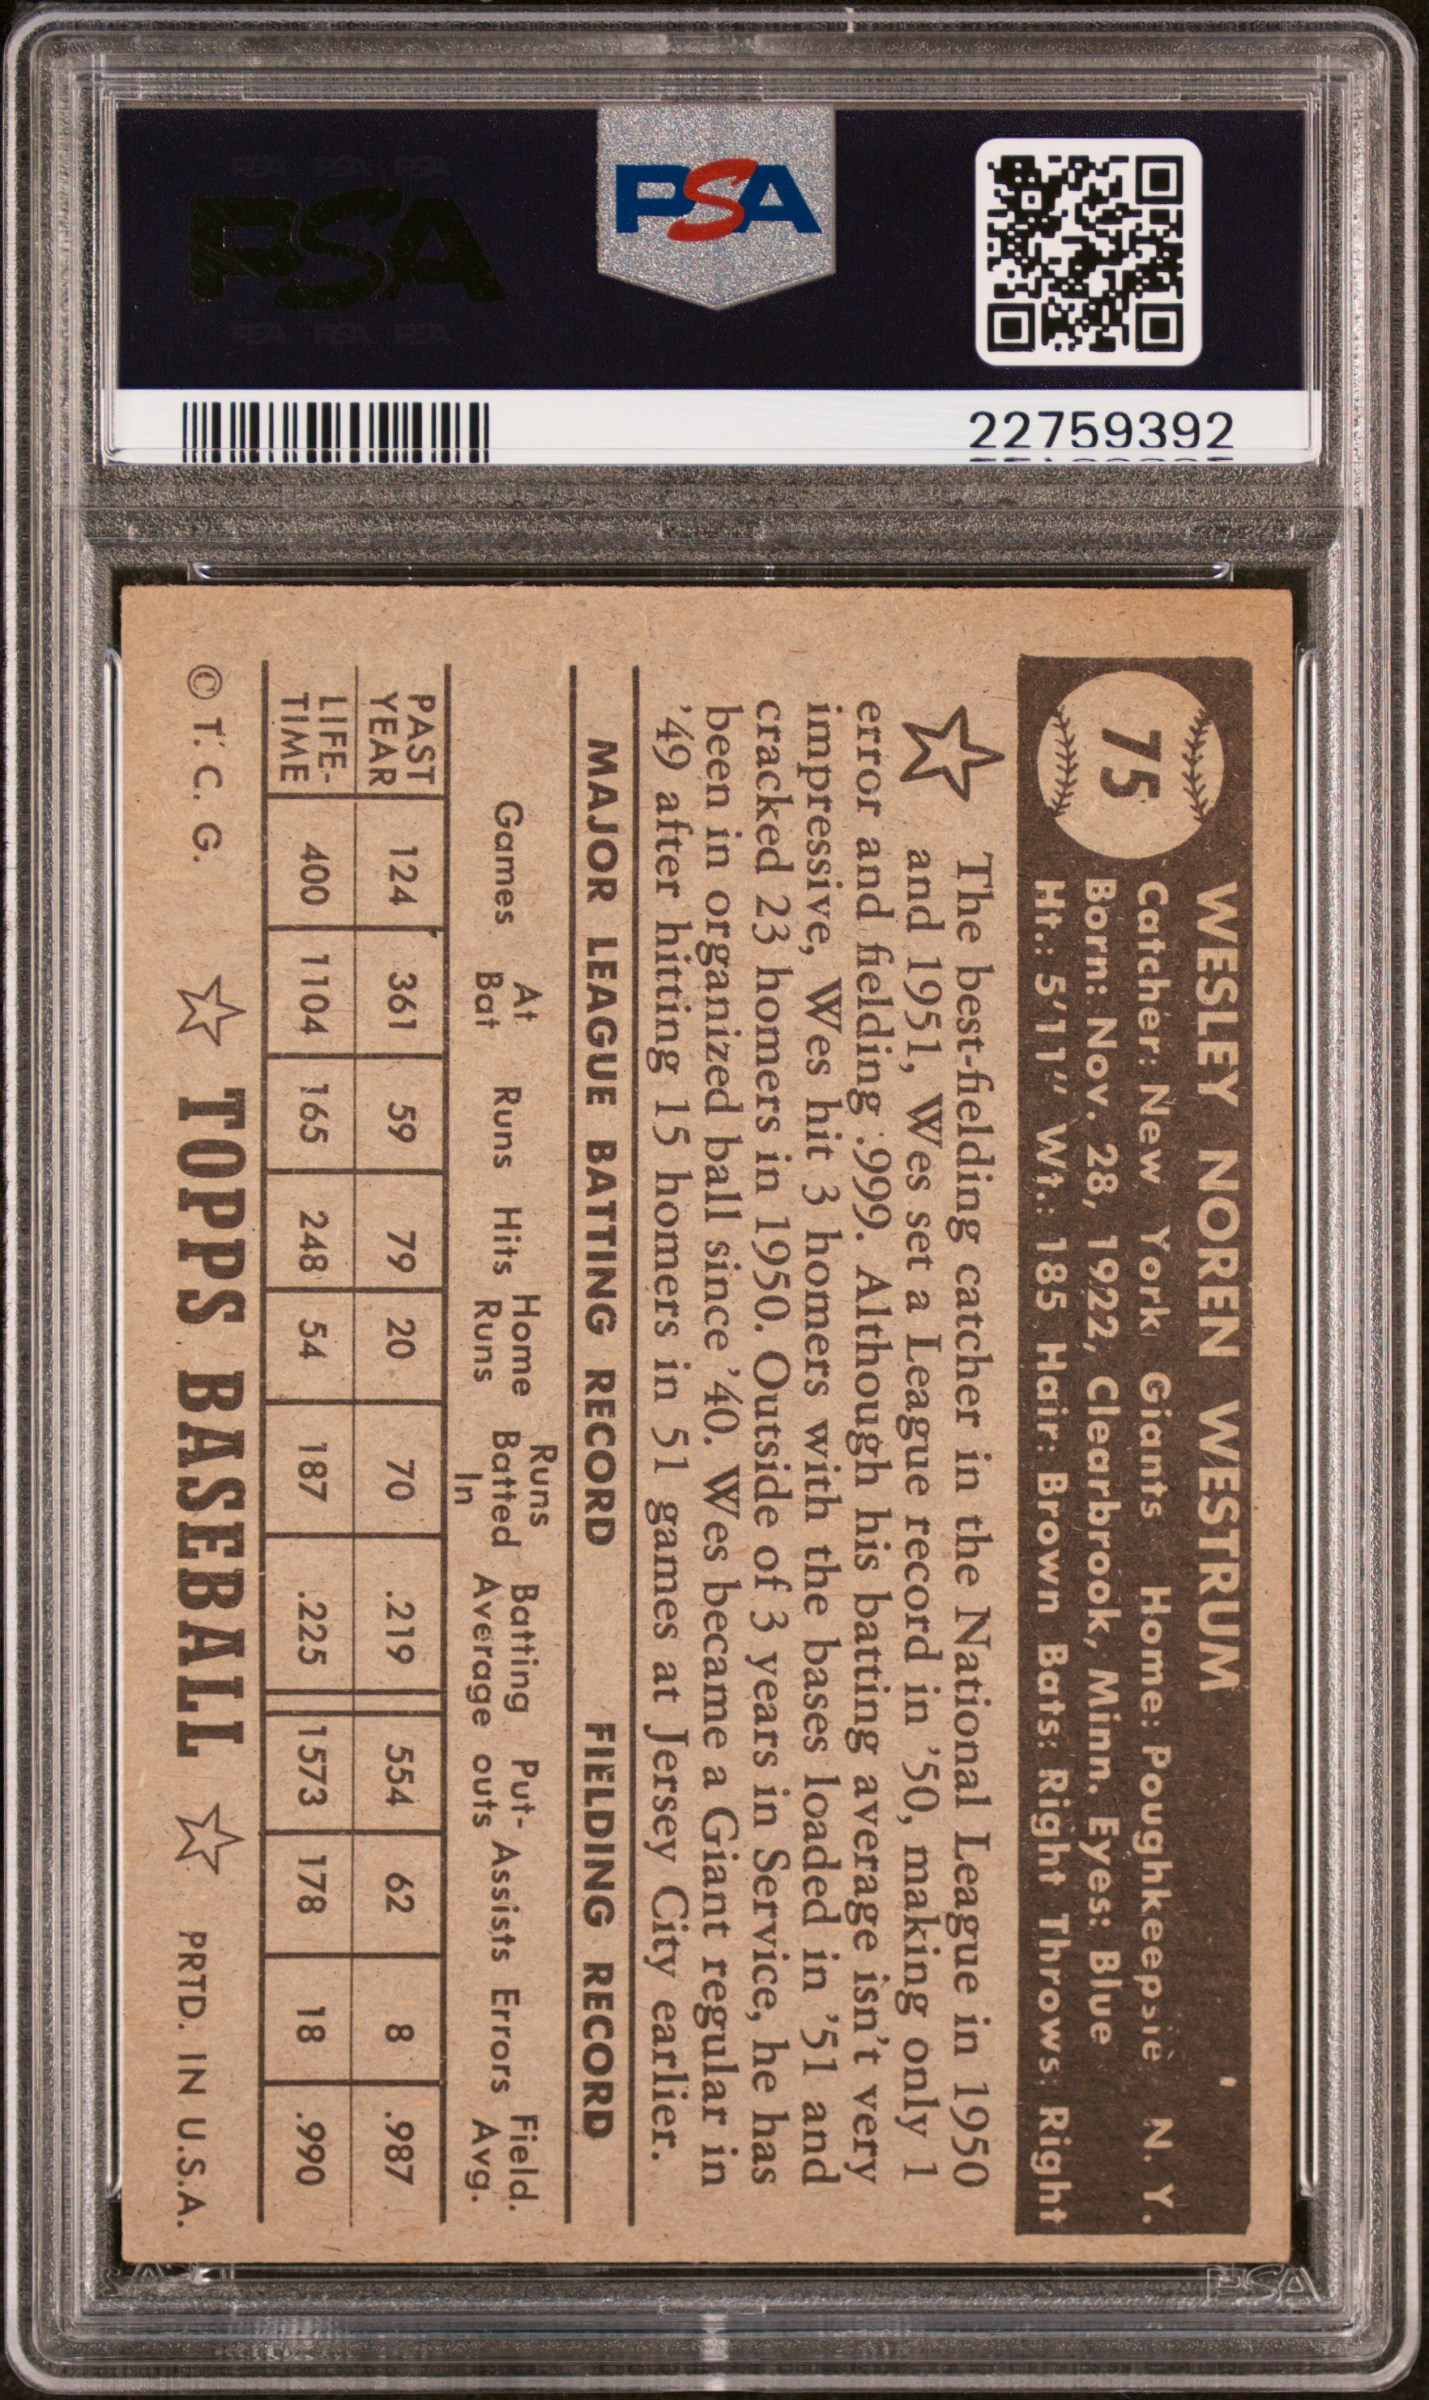 PSA PSA PSA
PSA
PSA PSA PSA
PSA
22759392
75
WESLEY NOREN WESTRUM
Catcher: New York Giants Home: Poughkeepsie N. Y.
Born: Nov. 28, 1922, Clearbrook, Minn. Eyes: Blue
Ht.: 5'11" Wt.: 185 Hair: Brown Bats: Right Throws: Right
The best-fielding catcher in the National League in 1950
and 1951, Wes set a League record in '50, making only 1
error and fielding .999. Although his batting average isn't very
impressive, Wes hit 3 homers with the bases loaded in '51 and
cracked 23 homers in 1950. Outside of 3 years in Service, he has
been in organized ball since '40. Wes became a Giant regular in
'49 after hitting 15 homers in 51 games at Jersey City earlier.
MAJOR LEAGUE BATTING RECORD FIELDING RECORD
Games At Bat Runs Hits Home Runs Runs Batted In Batting Average Put-outs Assists Errors Field. Avg.
PAST YEAR 124 361 59 79 20 70 .219 554 62 8 .987
LIFE-TIME 400 1104 165 248 54 187 .225 1573 178 18 .990
© T. C. G. TOPPS BASEBALL PRTD. IN U.S.A.
PSA